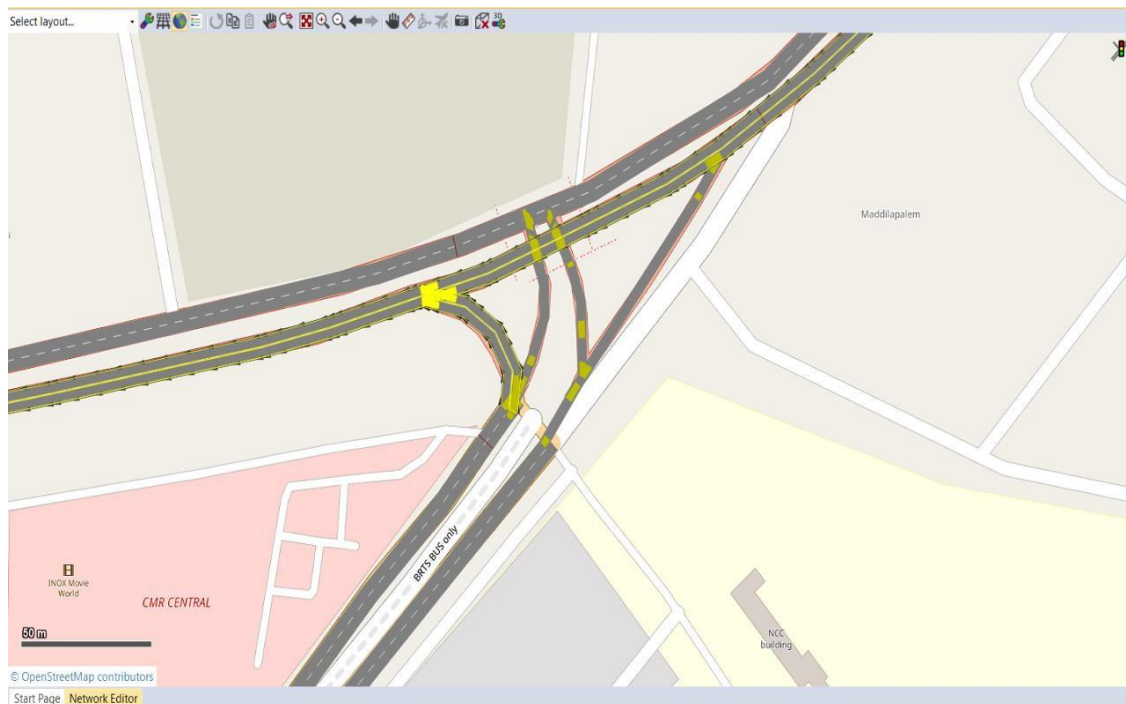 Select layout...
3D
Maddilapalem
BRTS BUS only
INOX Movie
World
CMR CENTRAL
50 m
NCC
building
© OpenStreetMap contributors
Start Page Network Editor